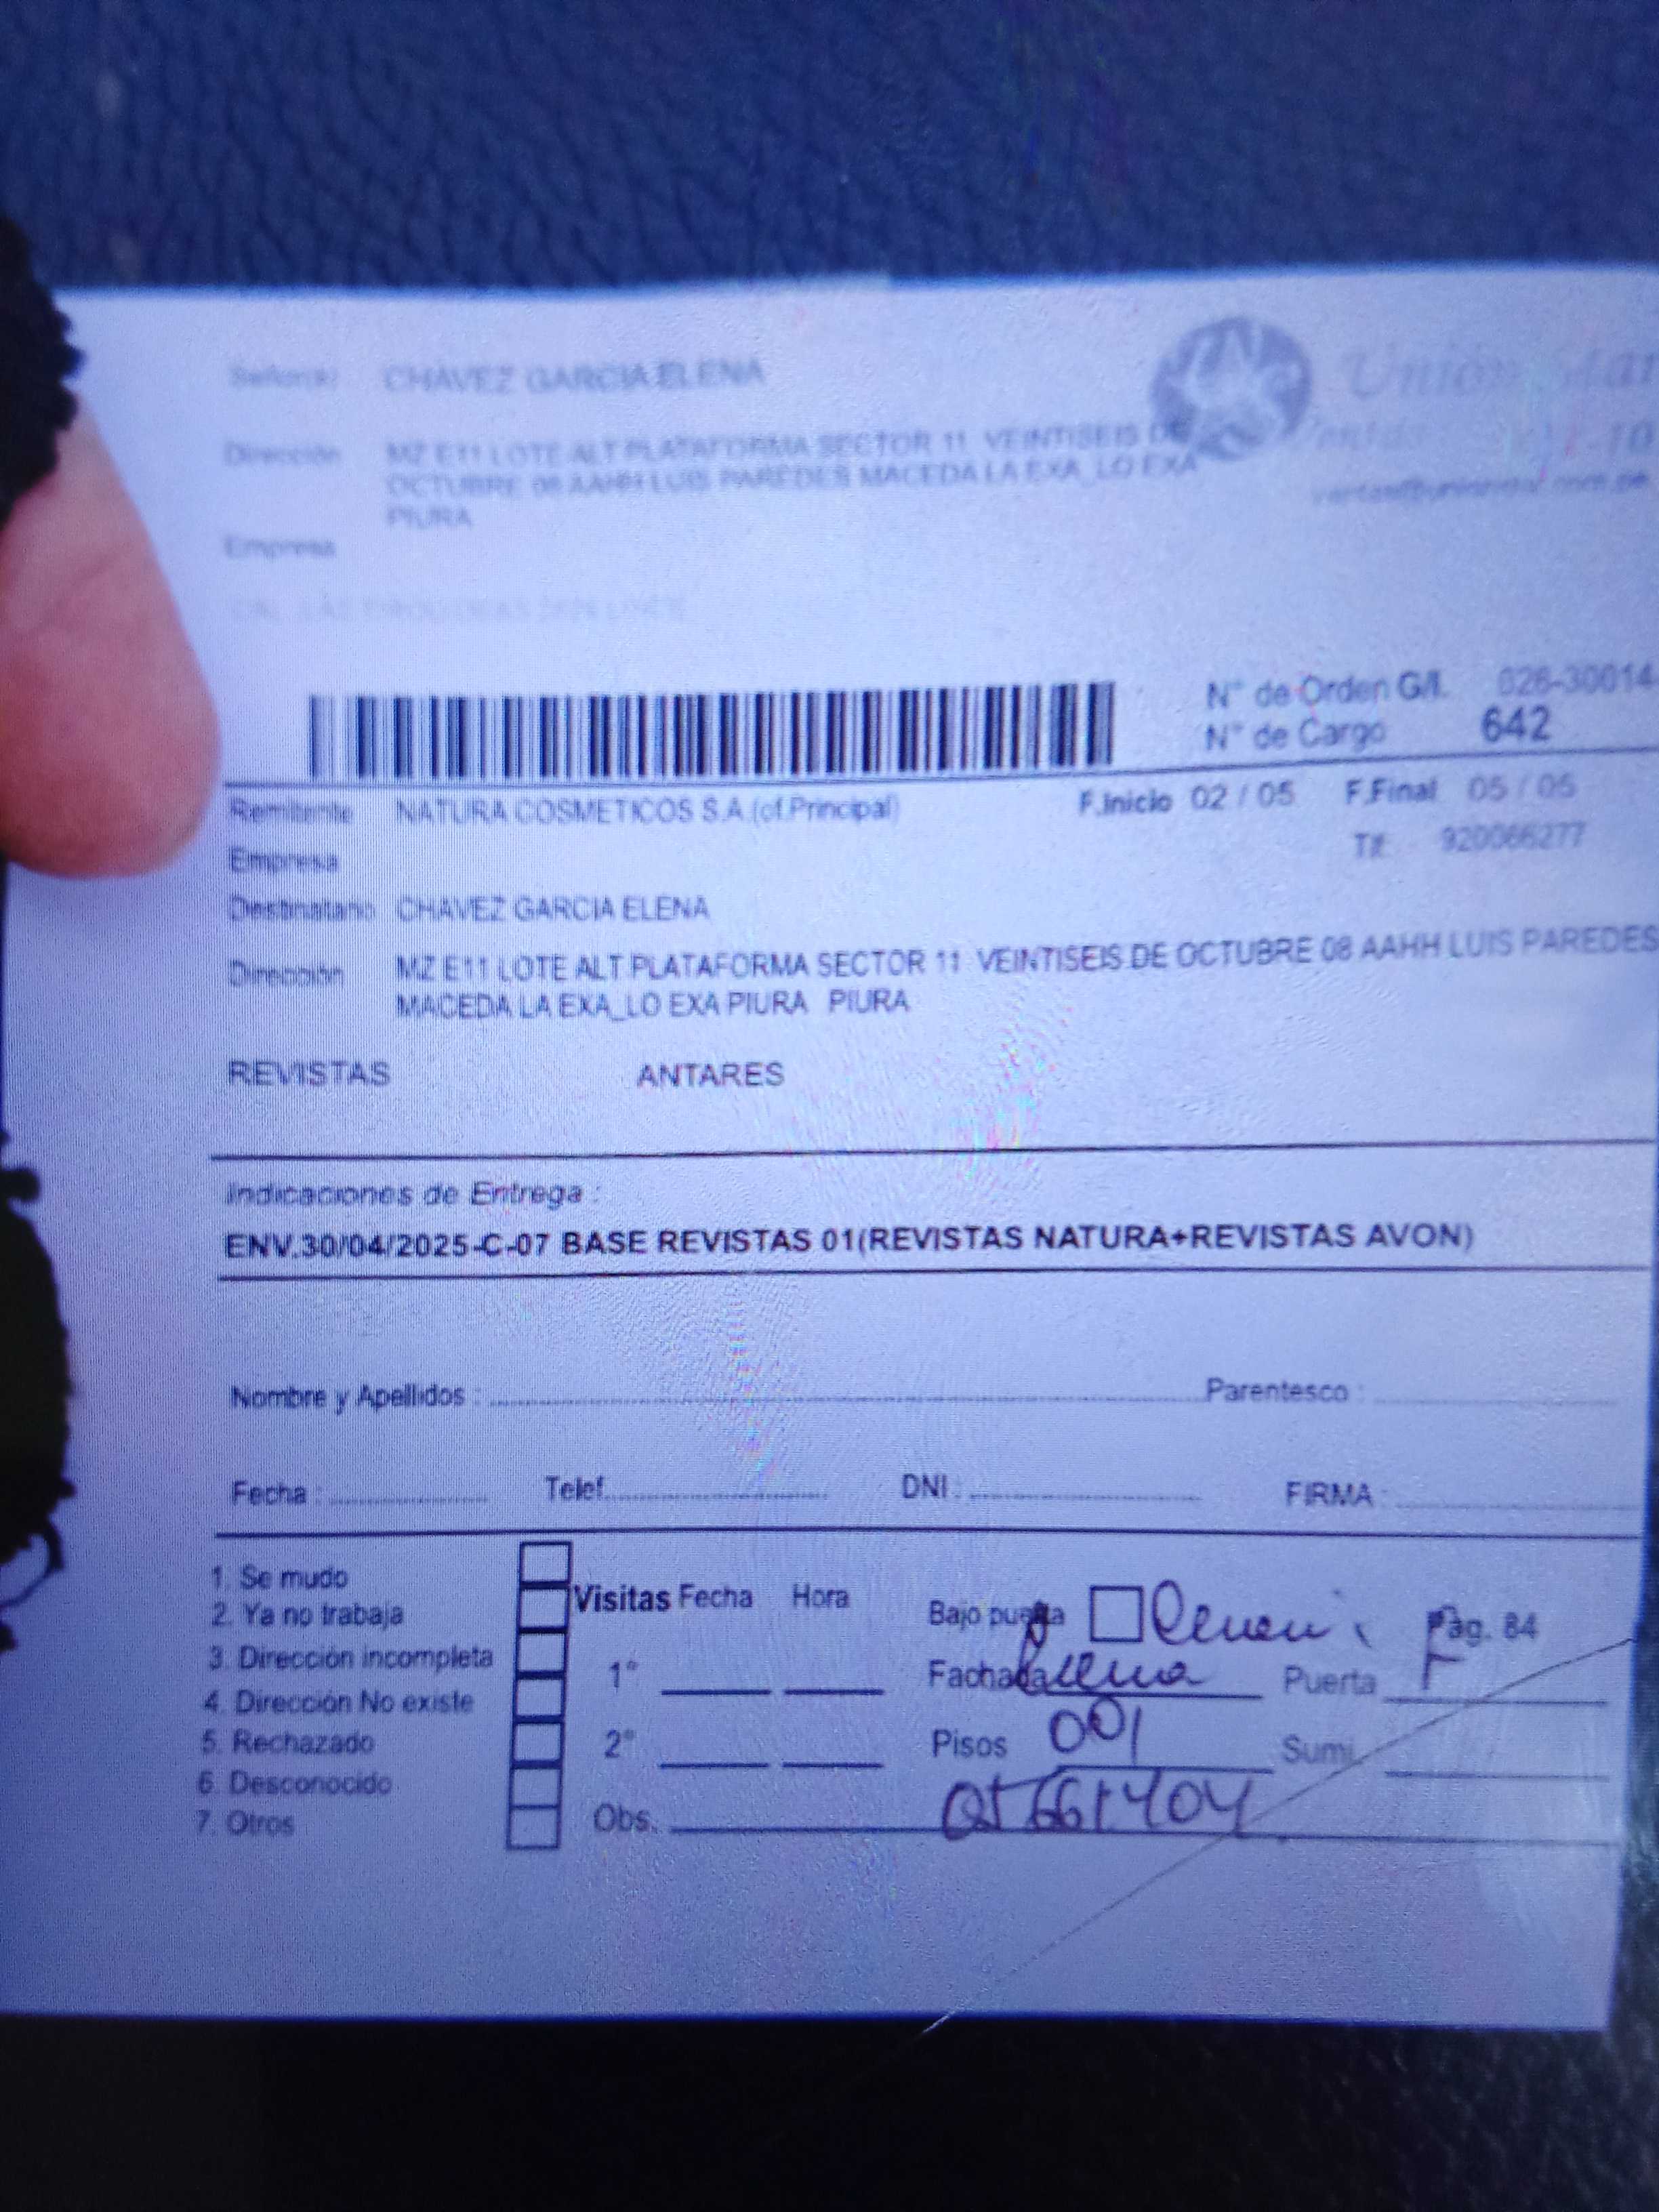 Señor(a) CHAVEZ GARCIA ELENA
Unión
Dirección MZ E11 LOTE ALT PLATAFORMA SECTOR 11 VEINTISEIS DE
OCTUBRE 08 AAHH LUIS PAREDES MACEDA LA EXA_LO EXA
PIURA
Empresa
N° de Orden G/I. 026-30014
N° de Cargo 642
Remitente NATURA COSMETICOS S.A.(of.Principal) F.Inicio 02 / 05 F.Final 05 / 05
Empresa Tlf. 920066277
Destinatario CHAVEZ GARCIA ELENA
Dirección MZ E11 LOTE ALT PLATAFORMA SECTOR 11 VEINTISEIS DE OCTUBRE 08 AAHH LUIS PAREDES
MACEDA LA EXA_LO EXA PIURA PIURA
REVISTAS ANTARES
Indicaciones de Entrega :
ENV.30/04/2025-C-07 BASE REVISTAS 01(REVISTAS NATURA+REVISTAS AVON)
Nombre y Apellidos : Parentesco :
Fecha : Telef. DNI : FIRMA :
1. Se mudo
2. Ya no trabaja
3. Dirección incompleta
4. Dirección No existe
5. Rechazado
6. Desconocido
7. Otros
Visitas Fecha Hora
1°
2°
Obs.
Bajo puerta Pág. 84
Fachada Puerta F
Pisos 001 Sumi.
05661404